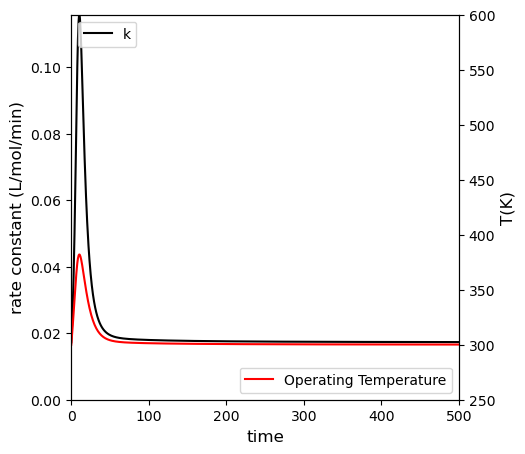 k
0.10
0.08
0.06
0.04
0.02
0.00
rate constant (L/mol/min)
600
550
500
450
400
350
300
250
T(K)
Operating Temperature
0 100 200 300 400 500
time